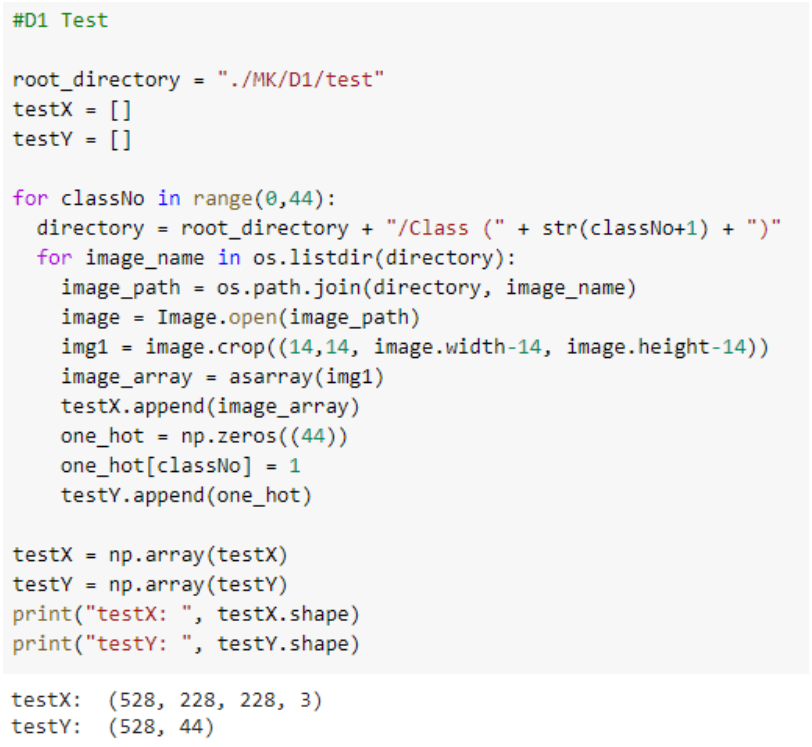 #D1 Test
root_directory = "./MK/D1/test"
testX = []
testY = []
for classNo in range(0,44):
  directory = root_directory + "/Class (" + str(classNo+1) + ")"
  for image_name in os.listdir(directory):
    image_path = os.path.join(directory, image_name)
    image = Image.open(image_path)
    img1 = image.crop((14,14, image.width-14, image.height-14))
    image_array = asarray(img1)
    testX.append(image_array)
    one_hot = np.zeros((44))
    one_hot[classNo] = 1
    testY.append(one_hot)
testX = np.array(testX)
testY = np.array(testY)
print("testX: ", testX.shape)
print("testY: ", testY.shape)
testX:  (528, 228, 228, 3)
testY:  (528, 44)